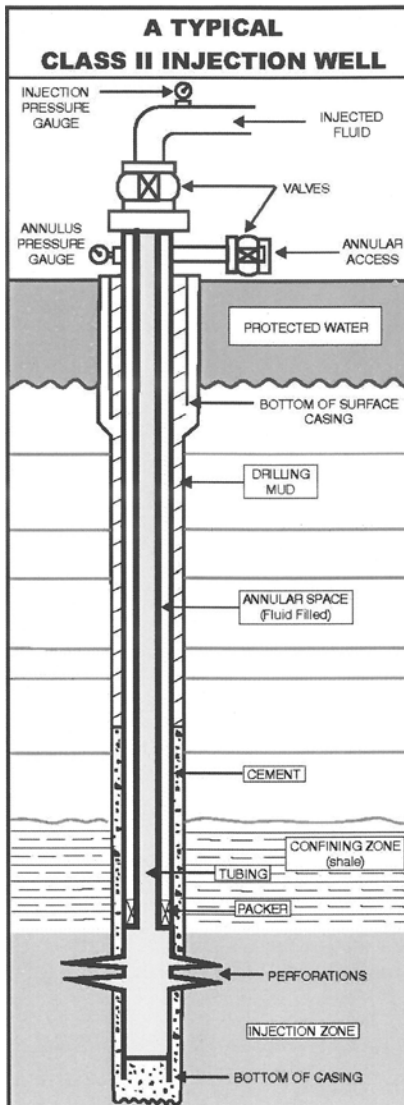 A TYPICAL
CLASS II INJECTION WELL
INJECTION
PRESSURE
GAUGE
INJECTED
FLUID
VALVES
ANNULUS
PRESSURE
GAUGE
ANNULAR
ACCESS
PROTECTED WATER
BOTTOM OF SURFACE
CASING
DRILLING
MUD
ANNULAR SPACE
(Fluid Filled)
CEMENT
CONFINING ZONE
(shale)
TUBING
PACKER
PERFORATIONS
INJECTION ZONE
BOTTOM OF CASING